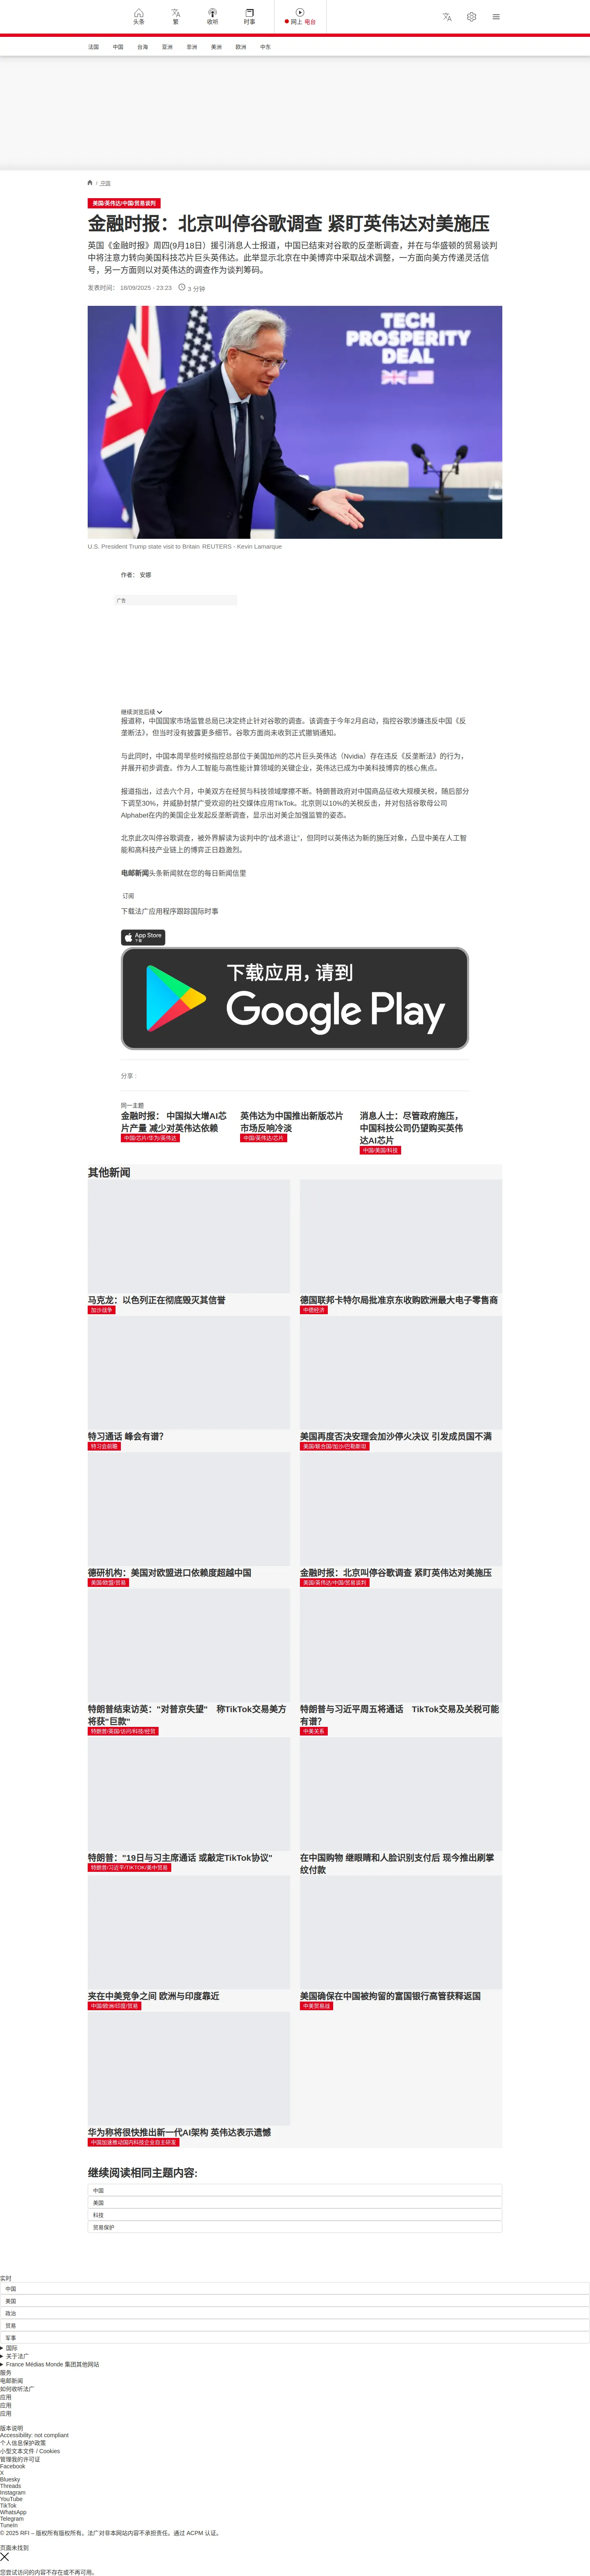 头条
繁
收听
时事
网上 电台
法国
中国
台海
亚洲
非洲
美洲
欧洲
中东
/ 中国
美国/英伟达/中国/贸易谈判
金融时报：北京叫停谷歌调查 紧盯英伟达对美施压
英国《金融时报》周四(9月18日）援引消息人士报道，中国已结束对谷歌的反垄断调查，并在与华盛顿的贸易谈判
中将注意力转向美国科技芯片巨头英伟达。此举显示北京在中美博弈中采取战术调整，一方面向美方传递灵活信
号，另一方面则以对英伟达的调查作为谈判筹码。
发表时间： 18/09/2025 - 23:23
3 分钟
TECH
PROSPERITY
DEAL
U.S. President Trump state visit to Britain REUTERS - Kevin Lamarque
作者： 安娜
广告
继续浏览后续
报道称，中国国家市场监管总局已决定终止针对谷歌的调查。该调查于今年2月启动，指控谷歌涉嫌违反中国《反
垄断法》，但当时没有披露更多细节。谷歌方面尚未收到正式撤销通知。
与此同时，中国本周早些时候指控总部位于美国加州的芯片巨头英伟达（Nvidia）存在违反《反垄断法》的行为，
并展开初步调查。作为人工智能与高性能计算领域的关键企业，英伟达已成为中美科技博弈的核心焦点。
报道指出，过去六个月，中美双方在经贸与科技领域摩擦不断。特朗普政府对中国商品征收大规模关税，随后部分
下调至30%，并威胁封禁广受欢迎的社交媒体应用TikTok。北京则以10%的关税反击，并对包括谷歌母公司
Alphabet在内的美国企业发起反垄断调查，显示出对美企加强监管的姿态。
北京此次叫停谷歌调查，被外界解读为谈判中的“战术退让”，但同时以英伟达为新的施压对象，凸显中美在人工智
能和高科技产业链上的博弈正日趋激烈。
电邮新闻头条新闻就在您的每日新闻信里
订阅
下载法广应用程序跟踪国际时事
App Store
下载
下载应用，请到
Google Play
分享 :
同一主题
金融时报： 中国拟大增AI芯
片产量 减少对英伟达依赖
中国/芯片/华为/英伟达
英伟达为中国推出新版芯片
市场反响冷淡
中国/英伟达/芯片
消息人士：尽管政府施压，
中国科技公司仍望购买英伟
达AI芯片
中国/美国/科技
其他新闻
马克龙：以色列正在彻底毁灭其信誉
加沙战争
德国联邦卡特尔局批准京东收购欧洲最大电子零售商
中德经济
特习通话 峰会有谱？
特习会前瞻
美国再度否决安理会加沙停火决议 引发成员国不满
美国/联合国/加沙/巴勒斯坦
德研机构：美国对欧盟进口依赖度超越中国
美国/欧盟/贸易
金融时报：北京叫停谷歌调查 紧盯英伟达对美施压
美国/英伟达/中国/贸易谈判
特朗普结束访英："对普京失望" 称TikTok交易美方
将获"巨款"
特朗普/英国/访问/科技/经贸
特朗普与习近平周五将通话 TikTok交易及关税可能
有谱？
中美关系
特朗普："19日与习主席通话 或敲定TikTok协议"
特朗普/习近平/TIKTOK/美中贸易
在中国购物 继眼睛和人脸识别支付后 现今推出刷掌
纹付款
夹在中美竞争之间 欧洲与印度靠近
中国/欧洲/印度/贸易
美国确保在中国被拘留的富国银行高管获释返国
中美贸易战
华为称将很快推出新一代AI架构 英伟达表示遗憾
中国加速推动国内科技企业自主研发
继续阅读相同主题内容:
中国
美国
科技
贸易保护
实时
中国
美国
政治
贸易
军事
国际
关于法广
France Médias Monde 集团其他网站
服务
电邮新闻
如何收听法广
应用
应用
应用
版本说明
Accessibility: not compliant
个人信息保护政策
小型文本文件 / Cookies
管理我的许可证
Facebook
X
Bluesky
Threads
Instagram
YouTube
TikTok
WhatsApp
Telegram
TuneIn
© 2025 RFI – 版权所有版权所有。法广对非本网站内容不承担责任。通过 ACPM 认证。
页面未找到
您尝试访问的内容不存在或不再可用。